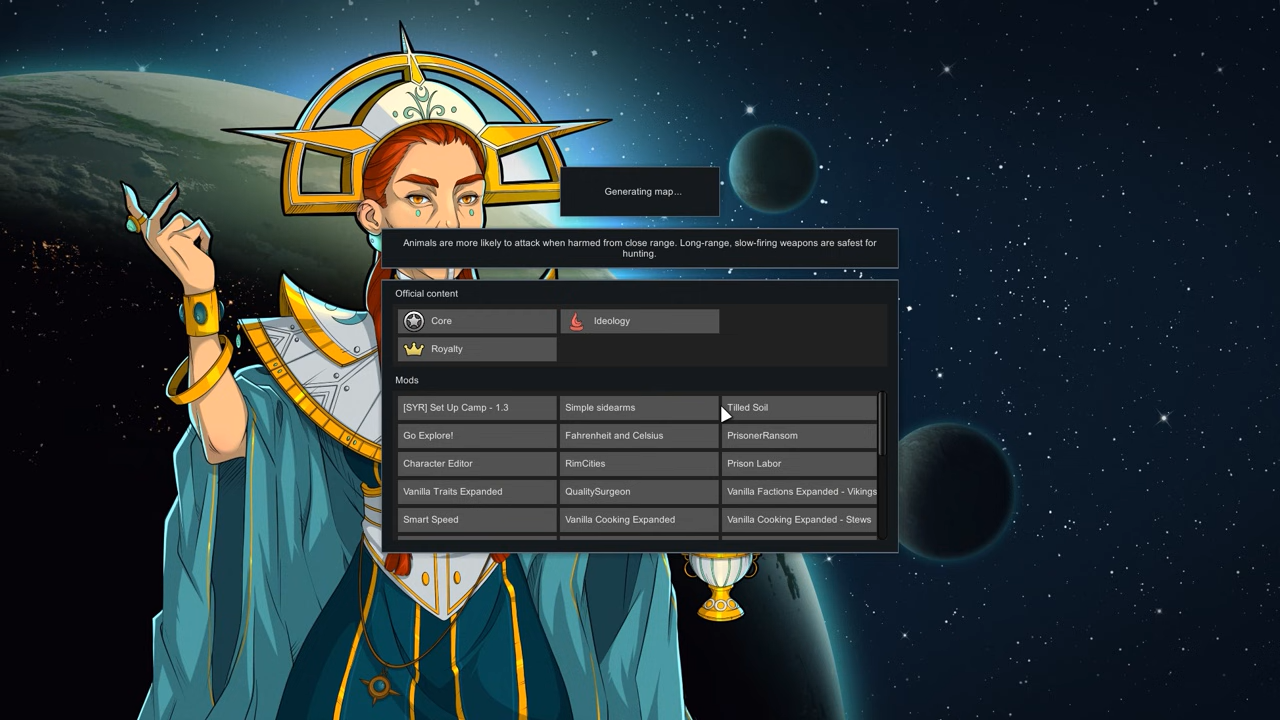 Generating map...
Animals are more likely to attack when harmed from close range. Long-range, slow-firing weapons are safest for
hunting.
Official content
Core
Ideology
Royalty
Mods
[SYR] Set Up Camp - 1.3
Simple sidearms
Tilled Soil
Go Explore!
Fahrenheit and Celsius
PrisonerRansom
Character Editor
RimCities
Prison Labor
Vanilla Traits Expanded
QualitySurgeon
Vanilla Factions Expanded - Vikings
Smart Speed
Vanilla Cooking Expanded
Vanilla Cooking Expanded - Stews